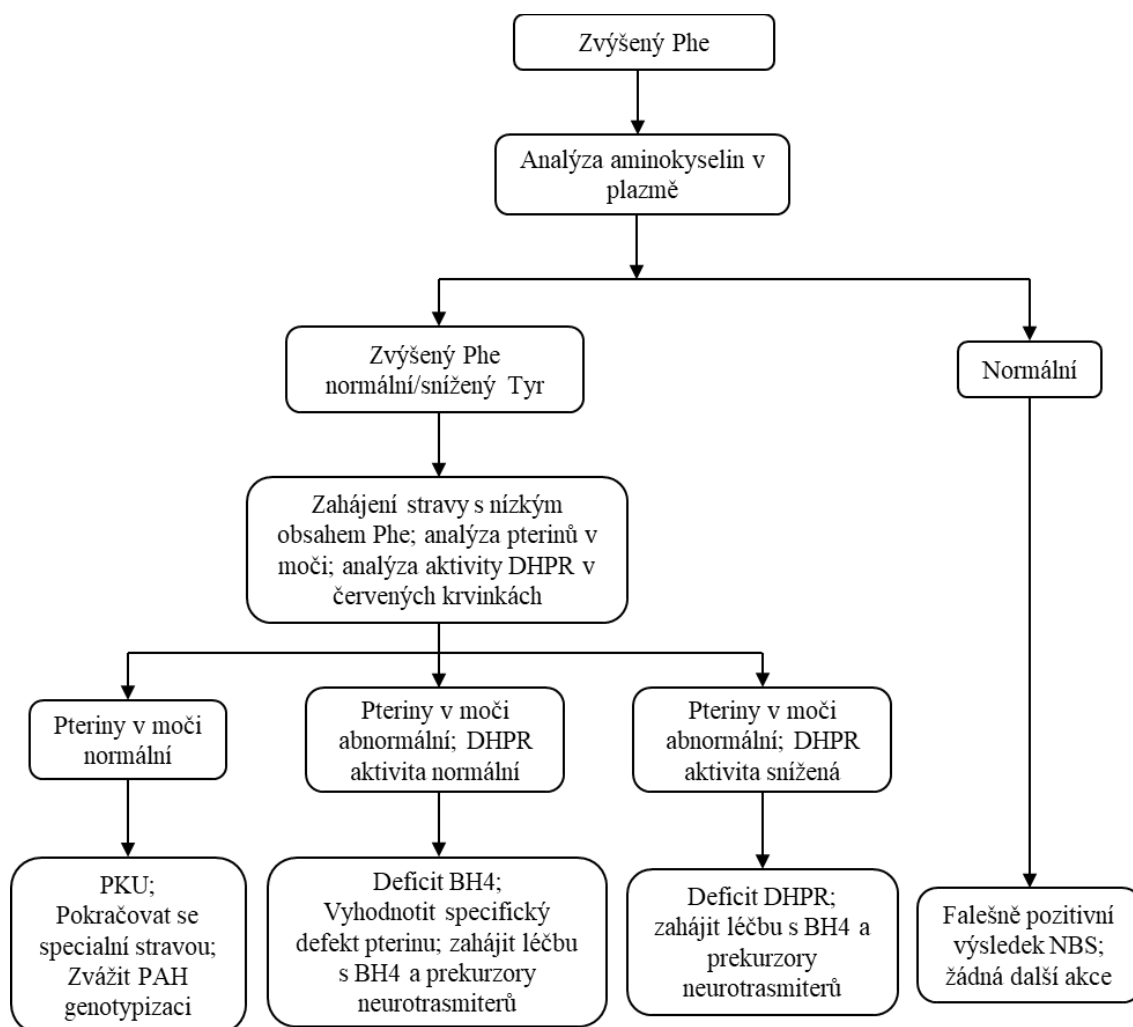 Zvýšený Phe
Analýza aminokyselin v
plazmě
Zvýšený Phe
normální/snížený Tyr
Normální
Zahájení stravy s nízkým
obsahem Phe; analýza pterinů v
moči; analýza aktivity DHPR v
červených krvinkách
Pteriny v moči
normální
Pteriny v moči
abnormální; DHPR
aktivita normální
Pteriny v moči
abnormální; DHPR
aktivita snížená
PKU;
Pokračovat se
specialní stravou;
Zvážit PAH
genotypizaci
Deficit BH4;
Vyhodnotit specifický
defekt pterinu; zahájit léčbu
s BH4 a prekurzory
neurotrasmiterů
Deficit DHPR;
zahájit léčbu s BH4 a
prekurzory
neurotrasmiterů
Falešně pozitivní
výsledek NBS;
žádná další akce